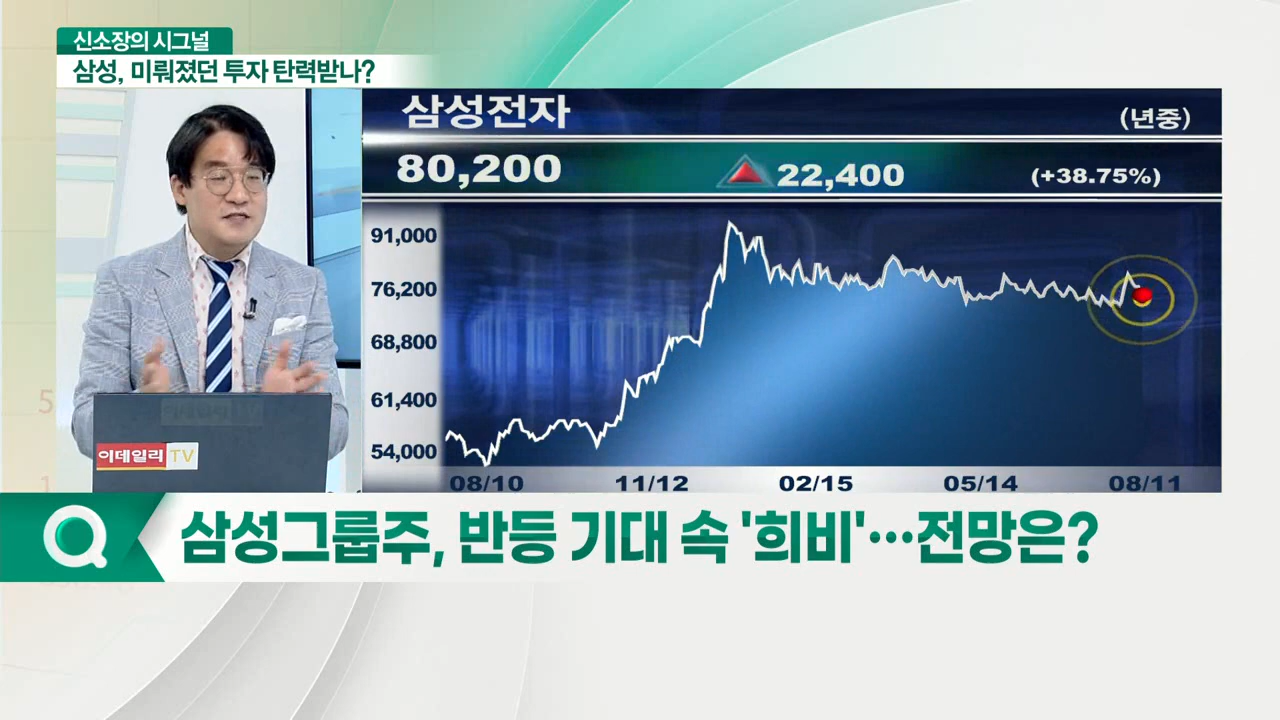 신소장의 시그널
삼성, 미뤄졌던 투자 탄력받나?
삼성전자 (년중)
80,200 ▲ 22,400 (+38.75%)
91,000
76,200
68,800
61,400
54,000
08/10 11/12 02/15 05/14 08/11
5
1
이데일리 TV
삼성그룹주, 반등 기대 속 '희비'…전망은?